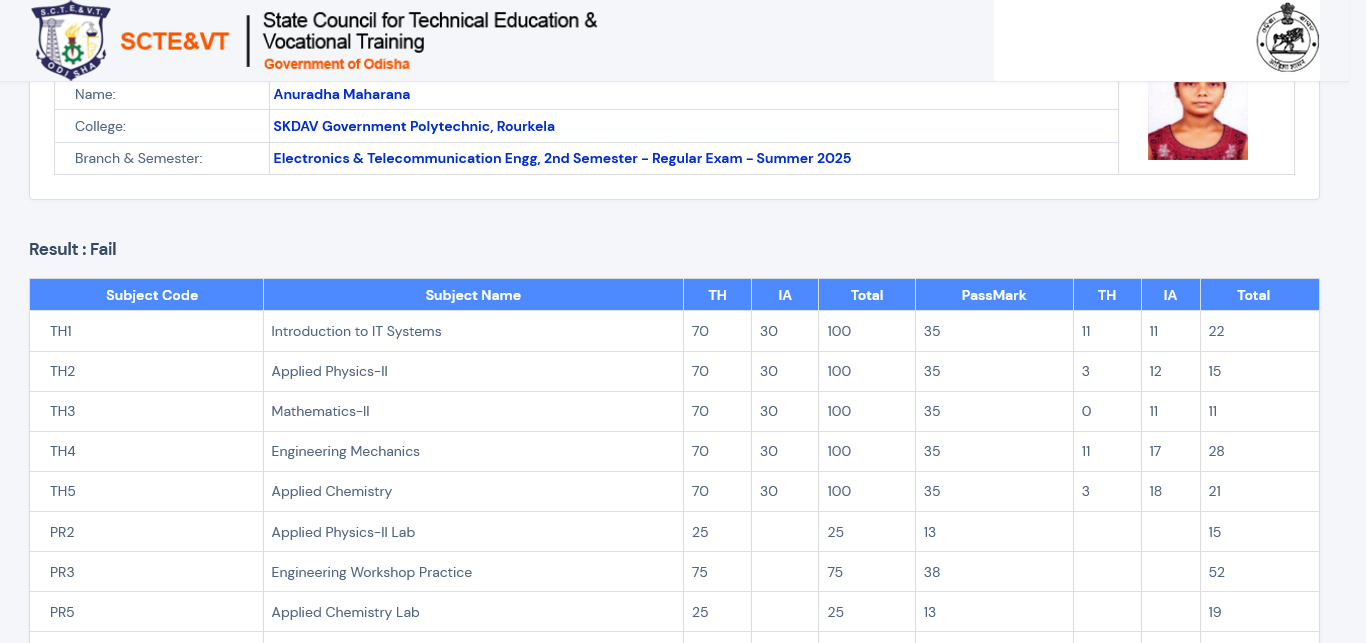 S.C.T.E.&V.T.
ODISHA
SCTE&VT
State Council for Technical Education &
Vocational Training
Government of Odisha
Name: Anuradha Maharana
College: SKDAV Government Polytechnic, Rourkela
Branch & Semester: Electronics & Telecommunication Engg, 2nd Semester - Regular Exam - Summer 2025
Result : Fail
Subject Code Subject Name TH IA Total PassMark TH IA Total
TH1 Introduction to IT Systems 70 30 100 35 11 11 22
TH2 Applied Physics-II 70 30 100 35 3 12 15
TH3 Mathematics-II 70 30 100 35 0 11 11
TH4 Engineering Mechanics 70 30 100 35 11 17 28
TH5 Applied Chemistry 70 30 100 35 3 18 21
PR2 Applied Physics-II Lab 25 25 13 15
PR3 Engineering Workshop Practice 75 75 38 52
PR5 Applied Chemistry Lab 25 25 13 19